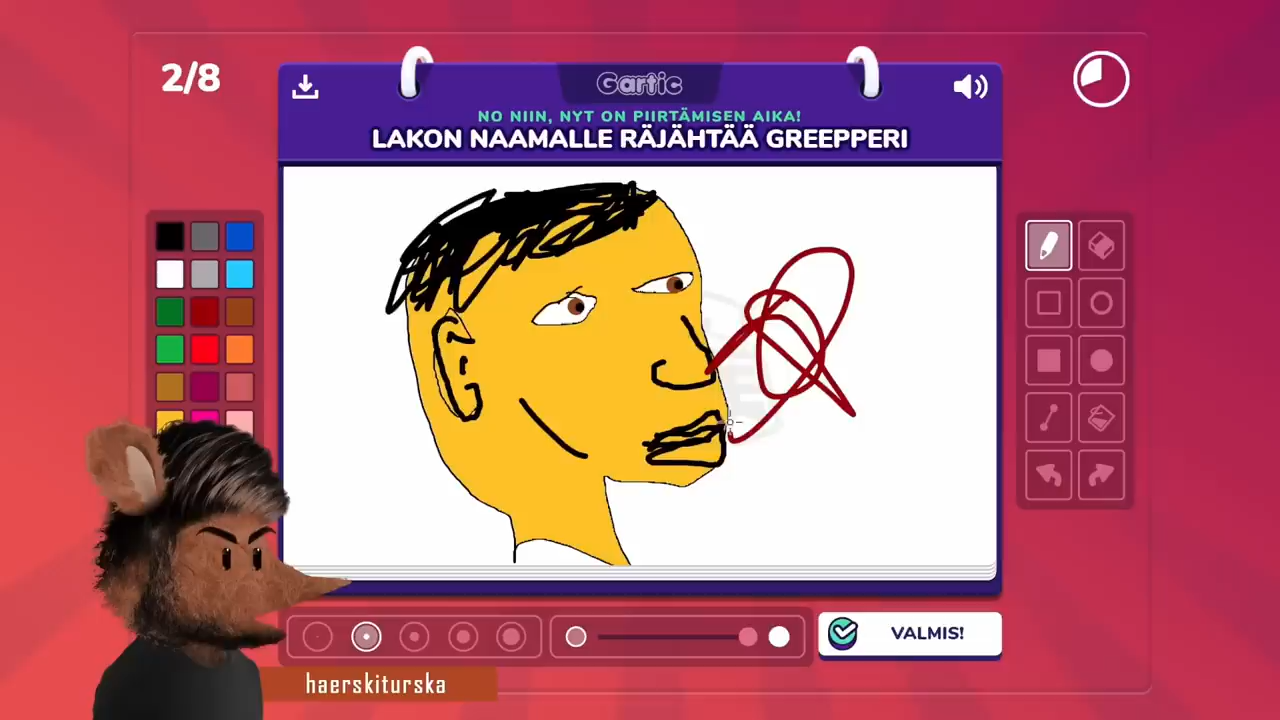 2/8
Gartic
NO NIIN, NYT ON PIIRTÄMISEN AIKA!
LAKON NAAMALLE RÄJÄHTÄÄ GREEPPERI
VALMIS!
haerskiturska